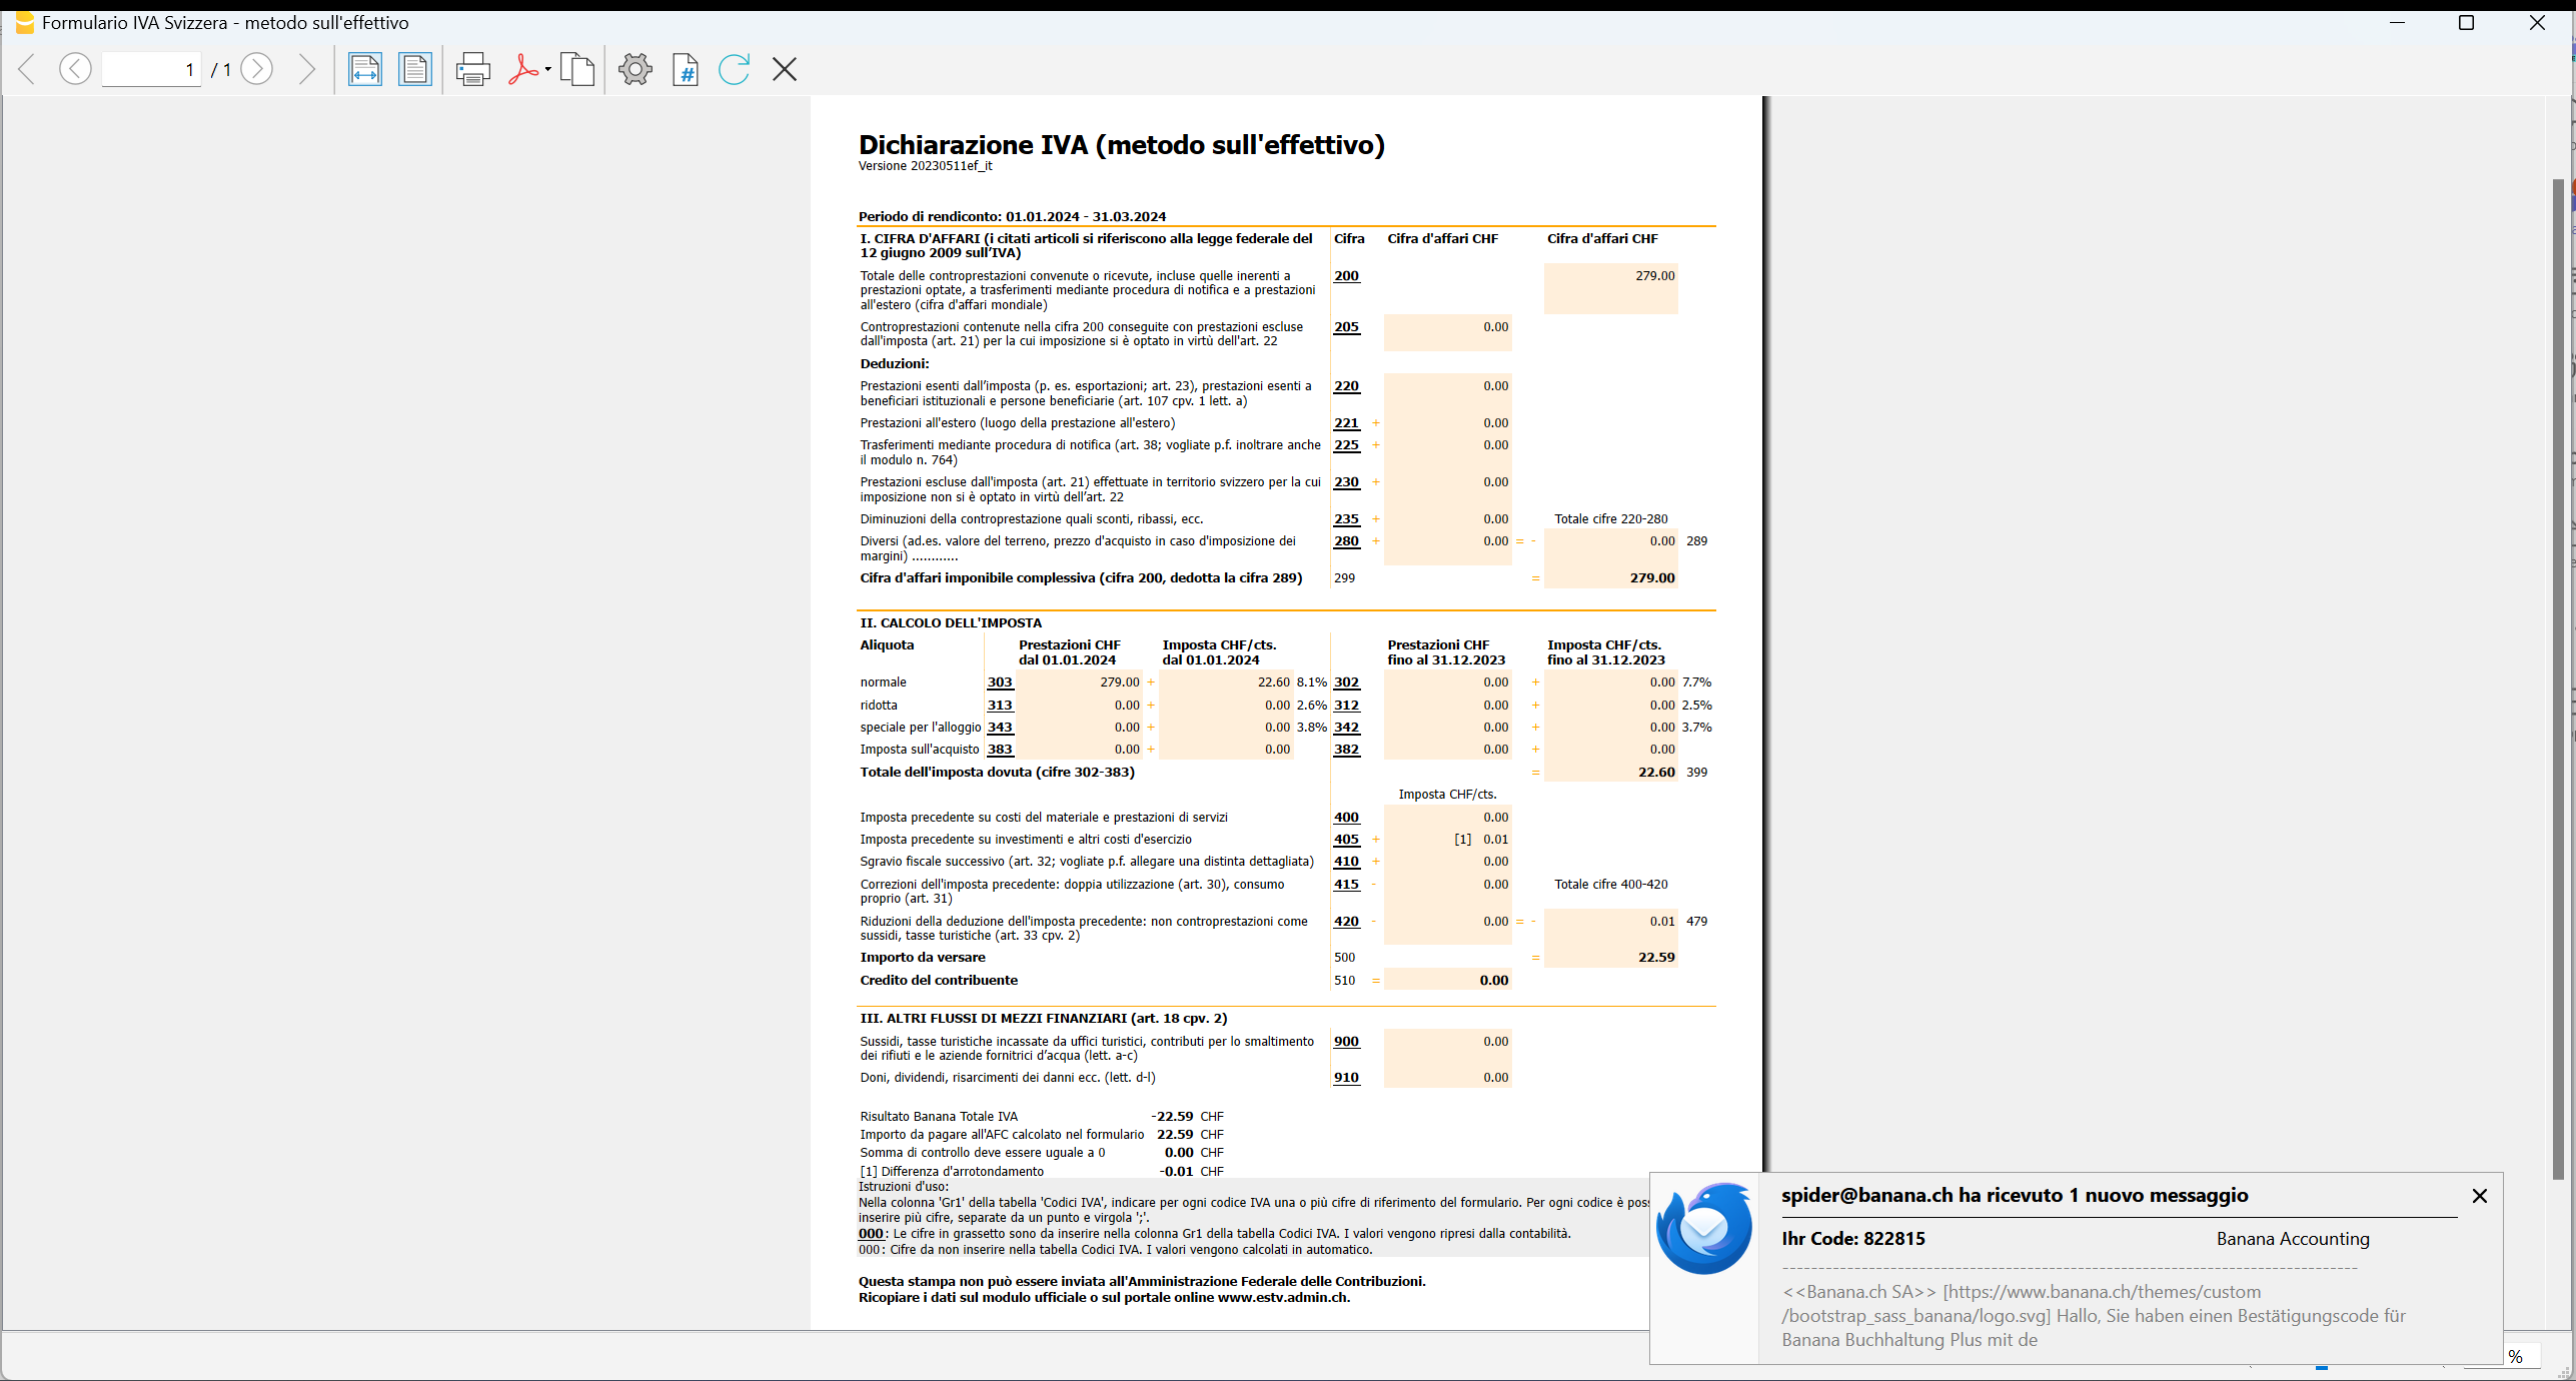 Formulario IVA Svizzera - metodo sull'effettivo
1 / 1
Dichiarazione IVA (metodo sull'effettivo)
Versione 20230511ef_it
Periodo di rendiconto: 01.01.2024 - 31.03.2024
I. CIFRA D'AFFARI (i citati articoli si riferiscono alla legge federale del Cifra Cifra d'affari CHF Cifra d'affari CHF
12 giugno 2009 sull’IVA)
Totale delle controprestazioni convenute o ricevute, incluse quelle inerenti a 200 279.00
prestazioni optate, a trasferimenti mediante procedura di notifica e a prestazioni
all'estero (cifra d'affari mondiale)
Controprestazioni contenute nella cifra 200 conseguite con prestazioni escluse 205 0.00
dall'imposta (art. 21) per la cui imposizione si è optato in virtù dell'art. 22
Deduzioni:
Prestazioni esenti dall’imposta (p. es. esportazioni; art. 23), prestazioni esenti a 220 0.00
beneficiari istituzionali e persone beneficiarie (art. 107 cpv. 1 lett. a)
Prestazioni all'estero (luogo della prestazione all'estero) 221 + 0.00
Trasferimenti mediante procedura di notifica (art. 38; vogliate p.f. inoltrare anche 225 + 0.00
il modulo n. 764)
Prestazioni escluse dall'imposta (art. 21) effettuate in territorio svizzero per la cui 230 + 0.00
imposizione non si è optato in virtù dell’art. 22
Diminuzioni della controprestazione quali sconti, ribassi, ecc. 235 + 0.00 Totale cifre 220-280
Diversi (ad.es. valore del terreno, prezzo d'acquisto in caso d'imposizione dei 280 + 0.00 = - 0.00 289
margini) ............
Cifra d'affari imponibile complessiva (cifra 200, dedotta la cifra 289) 299 = 279.00
II. CALCOLO DELL'IMPOSTA
Aliquota Prestazioni CHF Imposta CHF/cts. Prestazioni CHF Imposta CHF/cts.
dal 01.01.2024 dal 01.01.2024 fino al 31.12.2023 fino al 31.12.2023
normale 303 279.00 + 22.60 8.1% 302 0.00 + 0.00 7.7%
ridotta 313 0.00 + 0.00 2.6% 312 0.00 + 0.00 2.5%
speciale per l'alloggio 343 0.00 + 0.00 3.8% 342 0.00 + 0.00 3.7%
Imposta sull'acquisto 383 0.00 + 0.00 382 0.00 + 0.00
Totale dell'imposta dovuta (cifre 302-383) = 22.60 399
Imposta CHF/cts.
Imposta precedente su costi del materiale e prestazioni di servizi 400 0.00
Imposta precedente su investimenti e altri costi d'esercizio 405 + [1] 0.01
Sgravio fiscale successivo (art. 32; vogliate p.f. allegare una distinta dettagliata) 410 + 0.00
Correzioni dell'imposta precedente: doppia utilizzazione (art. 30), consumo 415 - 0.00 Totale cifre 400-420
proprio (art. 31)
Riduzioni della deduzione dell'imposta precedente: non controprestazioni come 420 - 0.00 = - 0.01 479
sussidi, tasse turistiche (art. 33 cpv. 2)
Importo da versare 500 = 22.59
Credito del contribuente 510 = 0.00
III. ALTRI FLUSSI DI MEZZI FINANZIARI (art. 18 cpv. 2)
Sussidi, tasse turistiche incassate da uffici turistici, contributi per lo smaltimento 900 0.00
dei rifiuti e le aziende fornitrici d’acqua (lett. a-c)
Doni, dividendi, risarcimenti dei danni ecc. (lett. d-l) 910 0.00
Risultato Banana Totale IVA -22.59 CHF
Importo da pagare all'AFC calcolato nel formulario 22.59 CHF
Somma di controllo deve essere uguale a 0 0.00 CHF
[1] Differenza d'arrotondamento -0.01 CHF
Istruzioni d'uso:
Nella colonna 'Gr1' della tabella 'Codici IVA', indicare per ogni codice IVA una o più cifre di riferimento del formulario. Per ogni codice è
inserire più cifre, separate da un punto e virgola ';'.
000: Le cifre in grassetto sono da inserire nella colonna Gr1 della tabella Codici IVA. I valori vengono ripresi dalla contabilità.
000: Cifre da non inserire nella tabella Codici IVA. I valori vengono calcolati in automatico.
Questa stampa non può essere inviata all'Amministrazione Federale delle Contribuzioni.
Ricopiare i dati sul modulo ufficiale o sul portale online www.estv.admin.ch.
spider@banana.ch ha ricevuto 1 nuovo messaggio
Ihr Code: 822815 Banana Accounting
<<Banana.ch SA>> [https://www.banana.ch/themes/custom
/bootstrap_sass_banana/logo.svg] Hallo, Sie haben einen Bestätigungscode für
Banana Buchhaltung Plus mit de
%